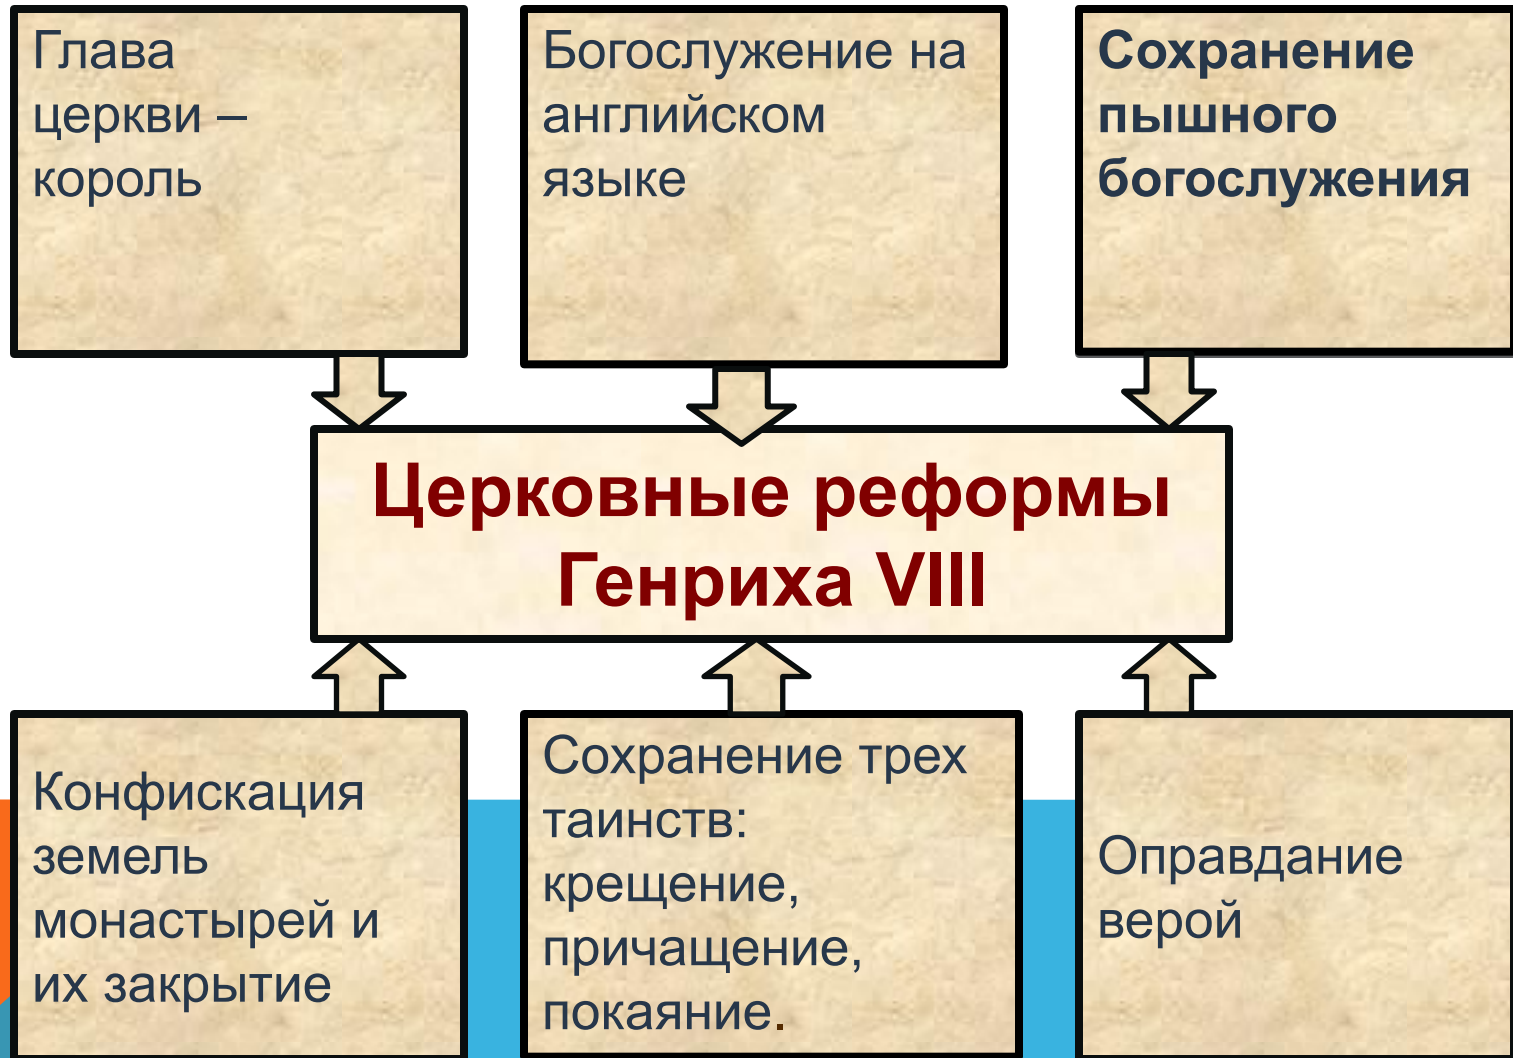 Глава
церкви –
король
Богослужение на
английском
языке
Сохранение
пышного
богослужения
Церковные реформы
Генриха VIII
Конфискация
земель
монастырей и
их закрытие
Сохранение трех
таинств:
крещение,
причащение,
покаяние.
Оправдание
верой